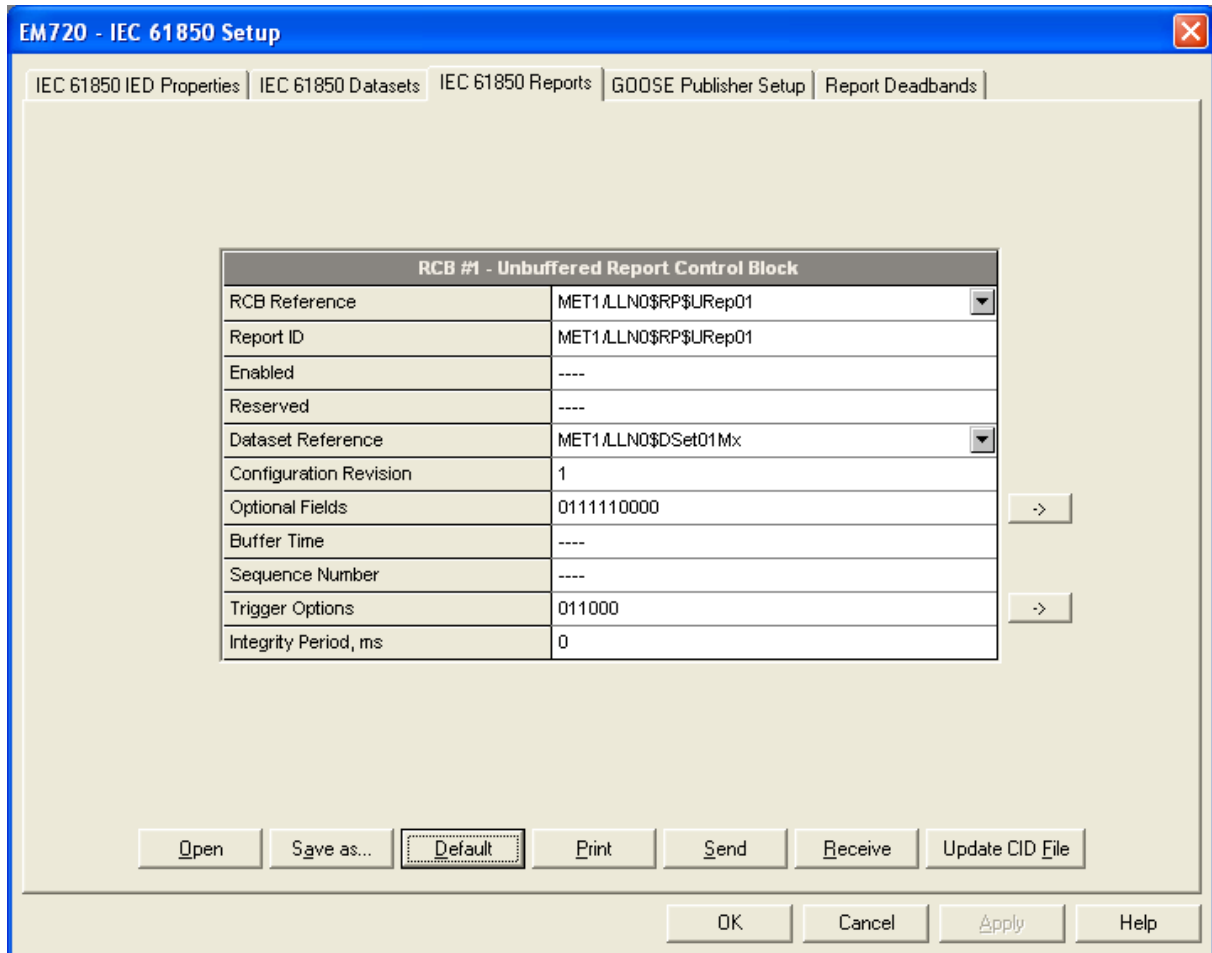 EM720 - IEC 61850 Setup
IEC 61850 IED Properties IEC 61850 Datasets IEC 61850 Reports GOOSE Publisher Setup Report Deadbands
RCB #1 - Unbuffered Report Control Block
RCB Reference MET1/LLN0$RP$URep01
Report ID MET1/LLN0$RP$URep01
Enabled ----
Reserved ----
Dataset Reference MET1/LLN0$DSet01Mx
Configuration Revision 1
Optional Fields 0111110000 ->
Buffer Time ----
Sequence Number ----
Trigger Options 011000 ->
Integrity Period, ms 0
Open Save as... Default Print Send Receive Update CID File
OK Cancel Apply Help